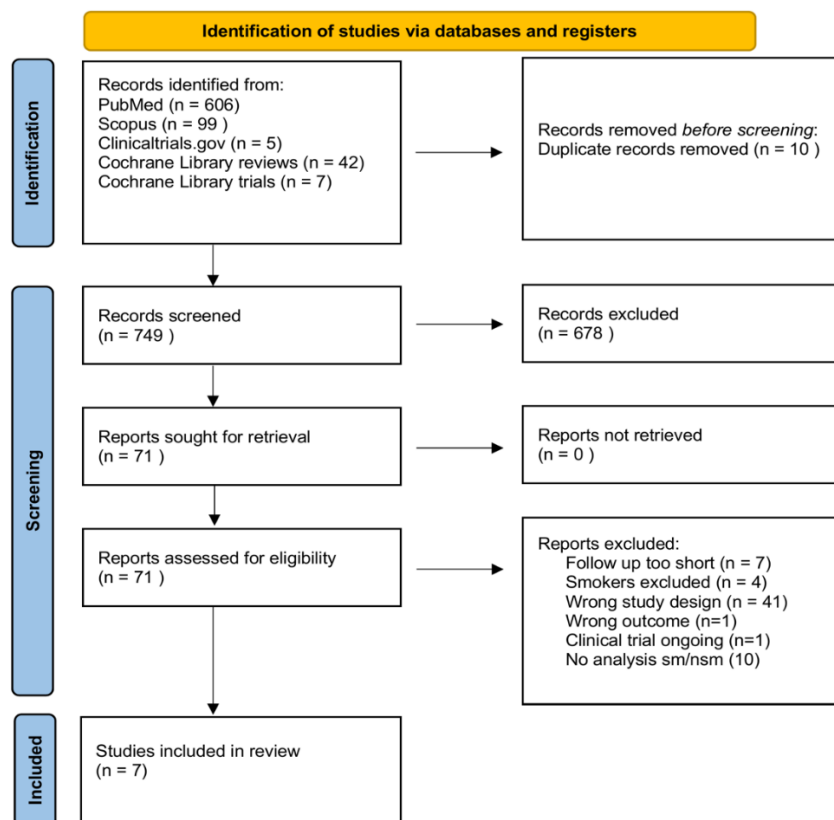 Identification of studies via databases and registers
Identification
Records identified from:
PubMed (n = 606)
Scopus (n = 99 )
Clinicaltrials.gov (n = 5)
Cochrane Library reviews (n = 42)
Cochrane Library trials (n = 7)
Records removed before screening:
Duplicate records removed (n = 10 )
Screening
Records screened
(n = 749 )
Records excluded
(n = 678 )
Reports sought for retrieval
(n = 71 )
Reports not retrieved
(n = 0 )
Reports assessed for eligibility
(n = 71 )
Reports excluded:
Follow up too short (n = 7)
Smokers excluded (n = 4)
Wrong study design (n = 41)
Wrong outcome (n=1)
Clinical trial ongoing (n=1)
No analysis sm/nsm (10)
Included
Studies included in review
(n = 7)